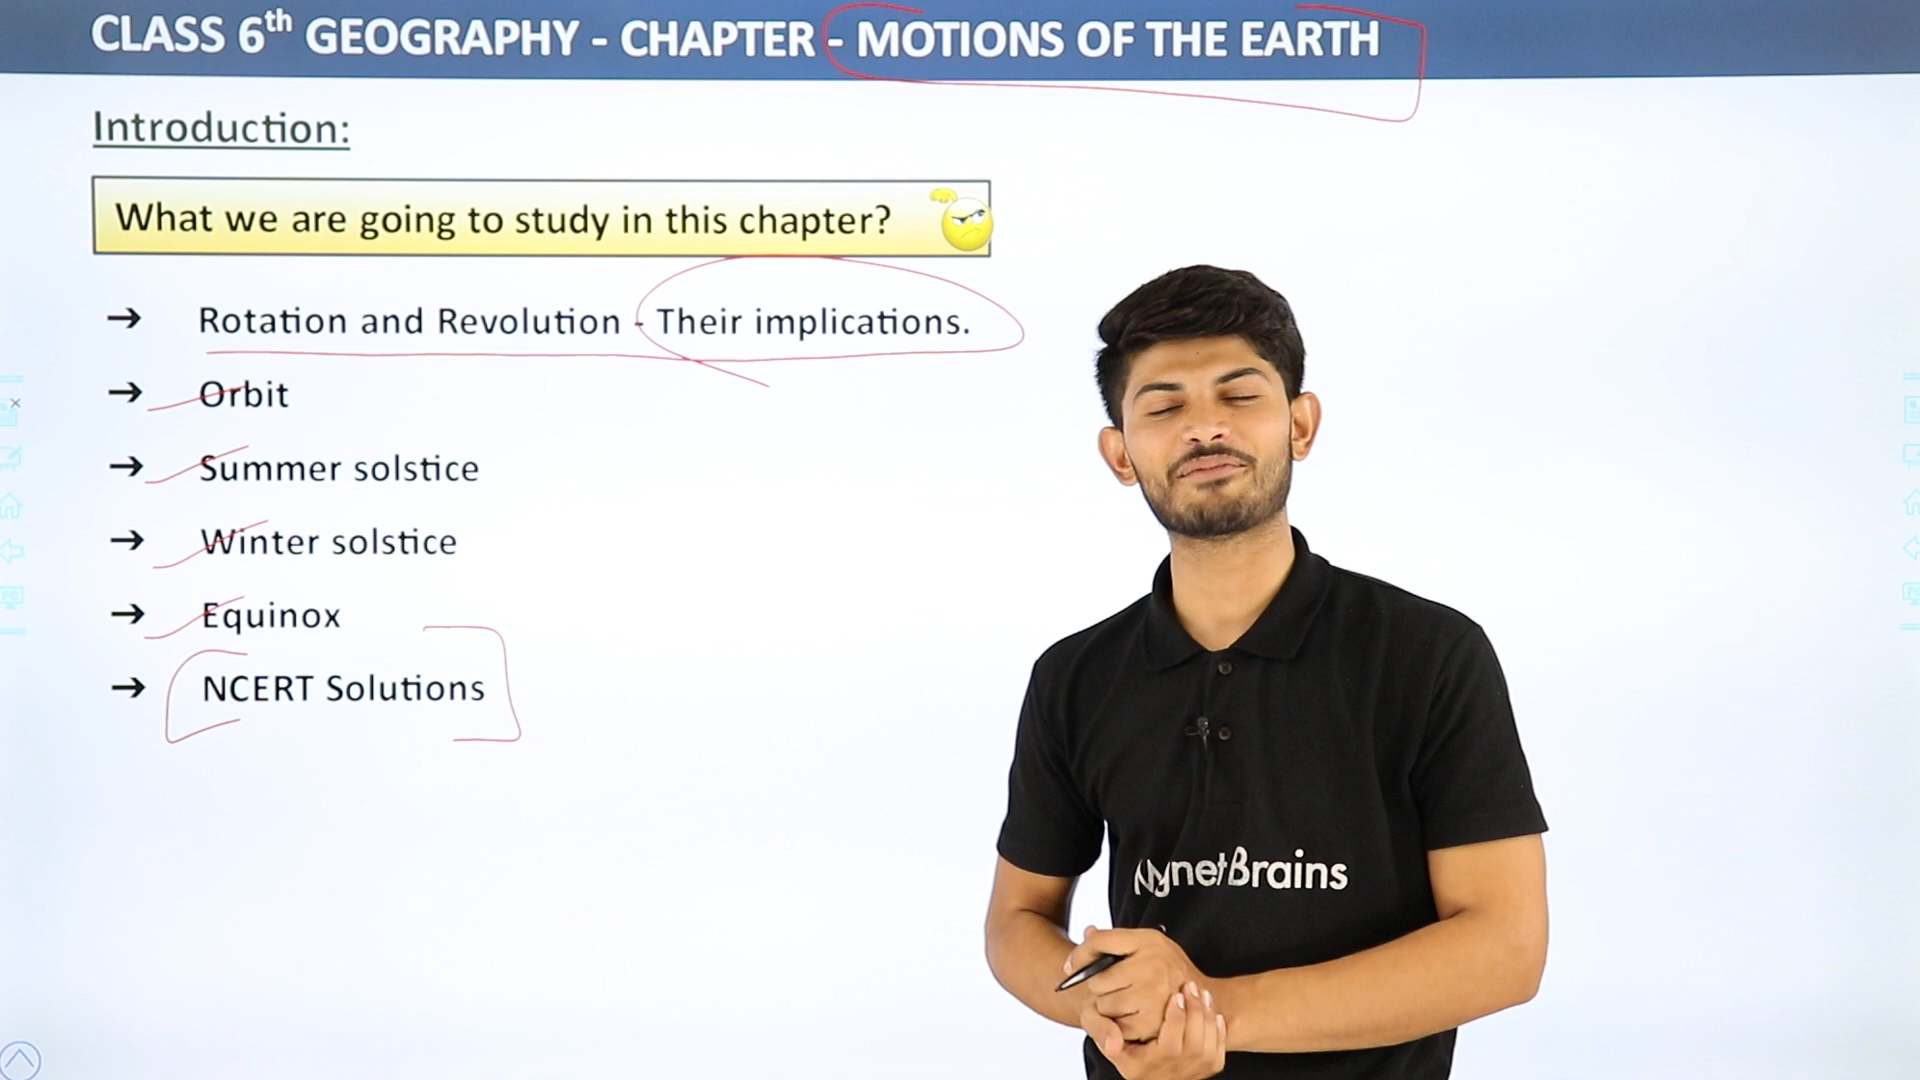 CLASS 6th GEOGRAPHY - CHAPTER - MOTIONS OF THE EARTH
Introduction:
What we are going to study in this chapter?
→ Rotation and Revolution - Their implications.
→ Orbit
→ Summer solstice
→ Winter solstice
→ Equinox
→ NCERT Solutions
MagnetBrains